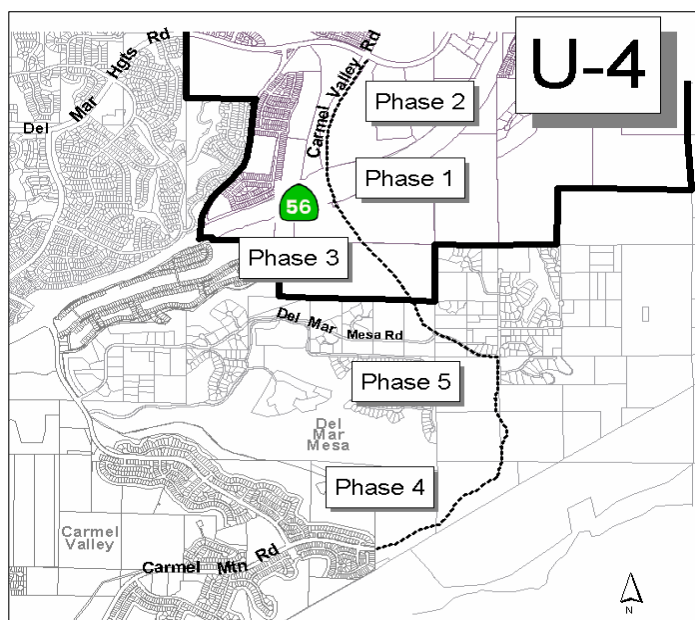 U-4
Del Mar Hgts Rd
Carmel Valley Rd
Phase 2
Phase 1
56
Phase 3
Del Mar Mesa Rd
Phase 5
Del
Mar
Mesa
Phase 4
Carmel
Valley
Carmel Mtn Rd
N